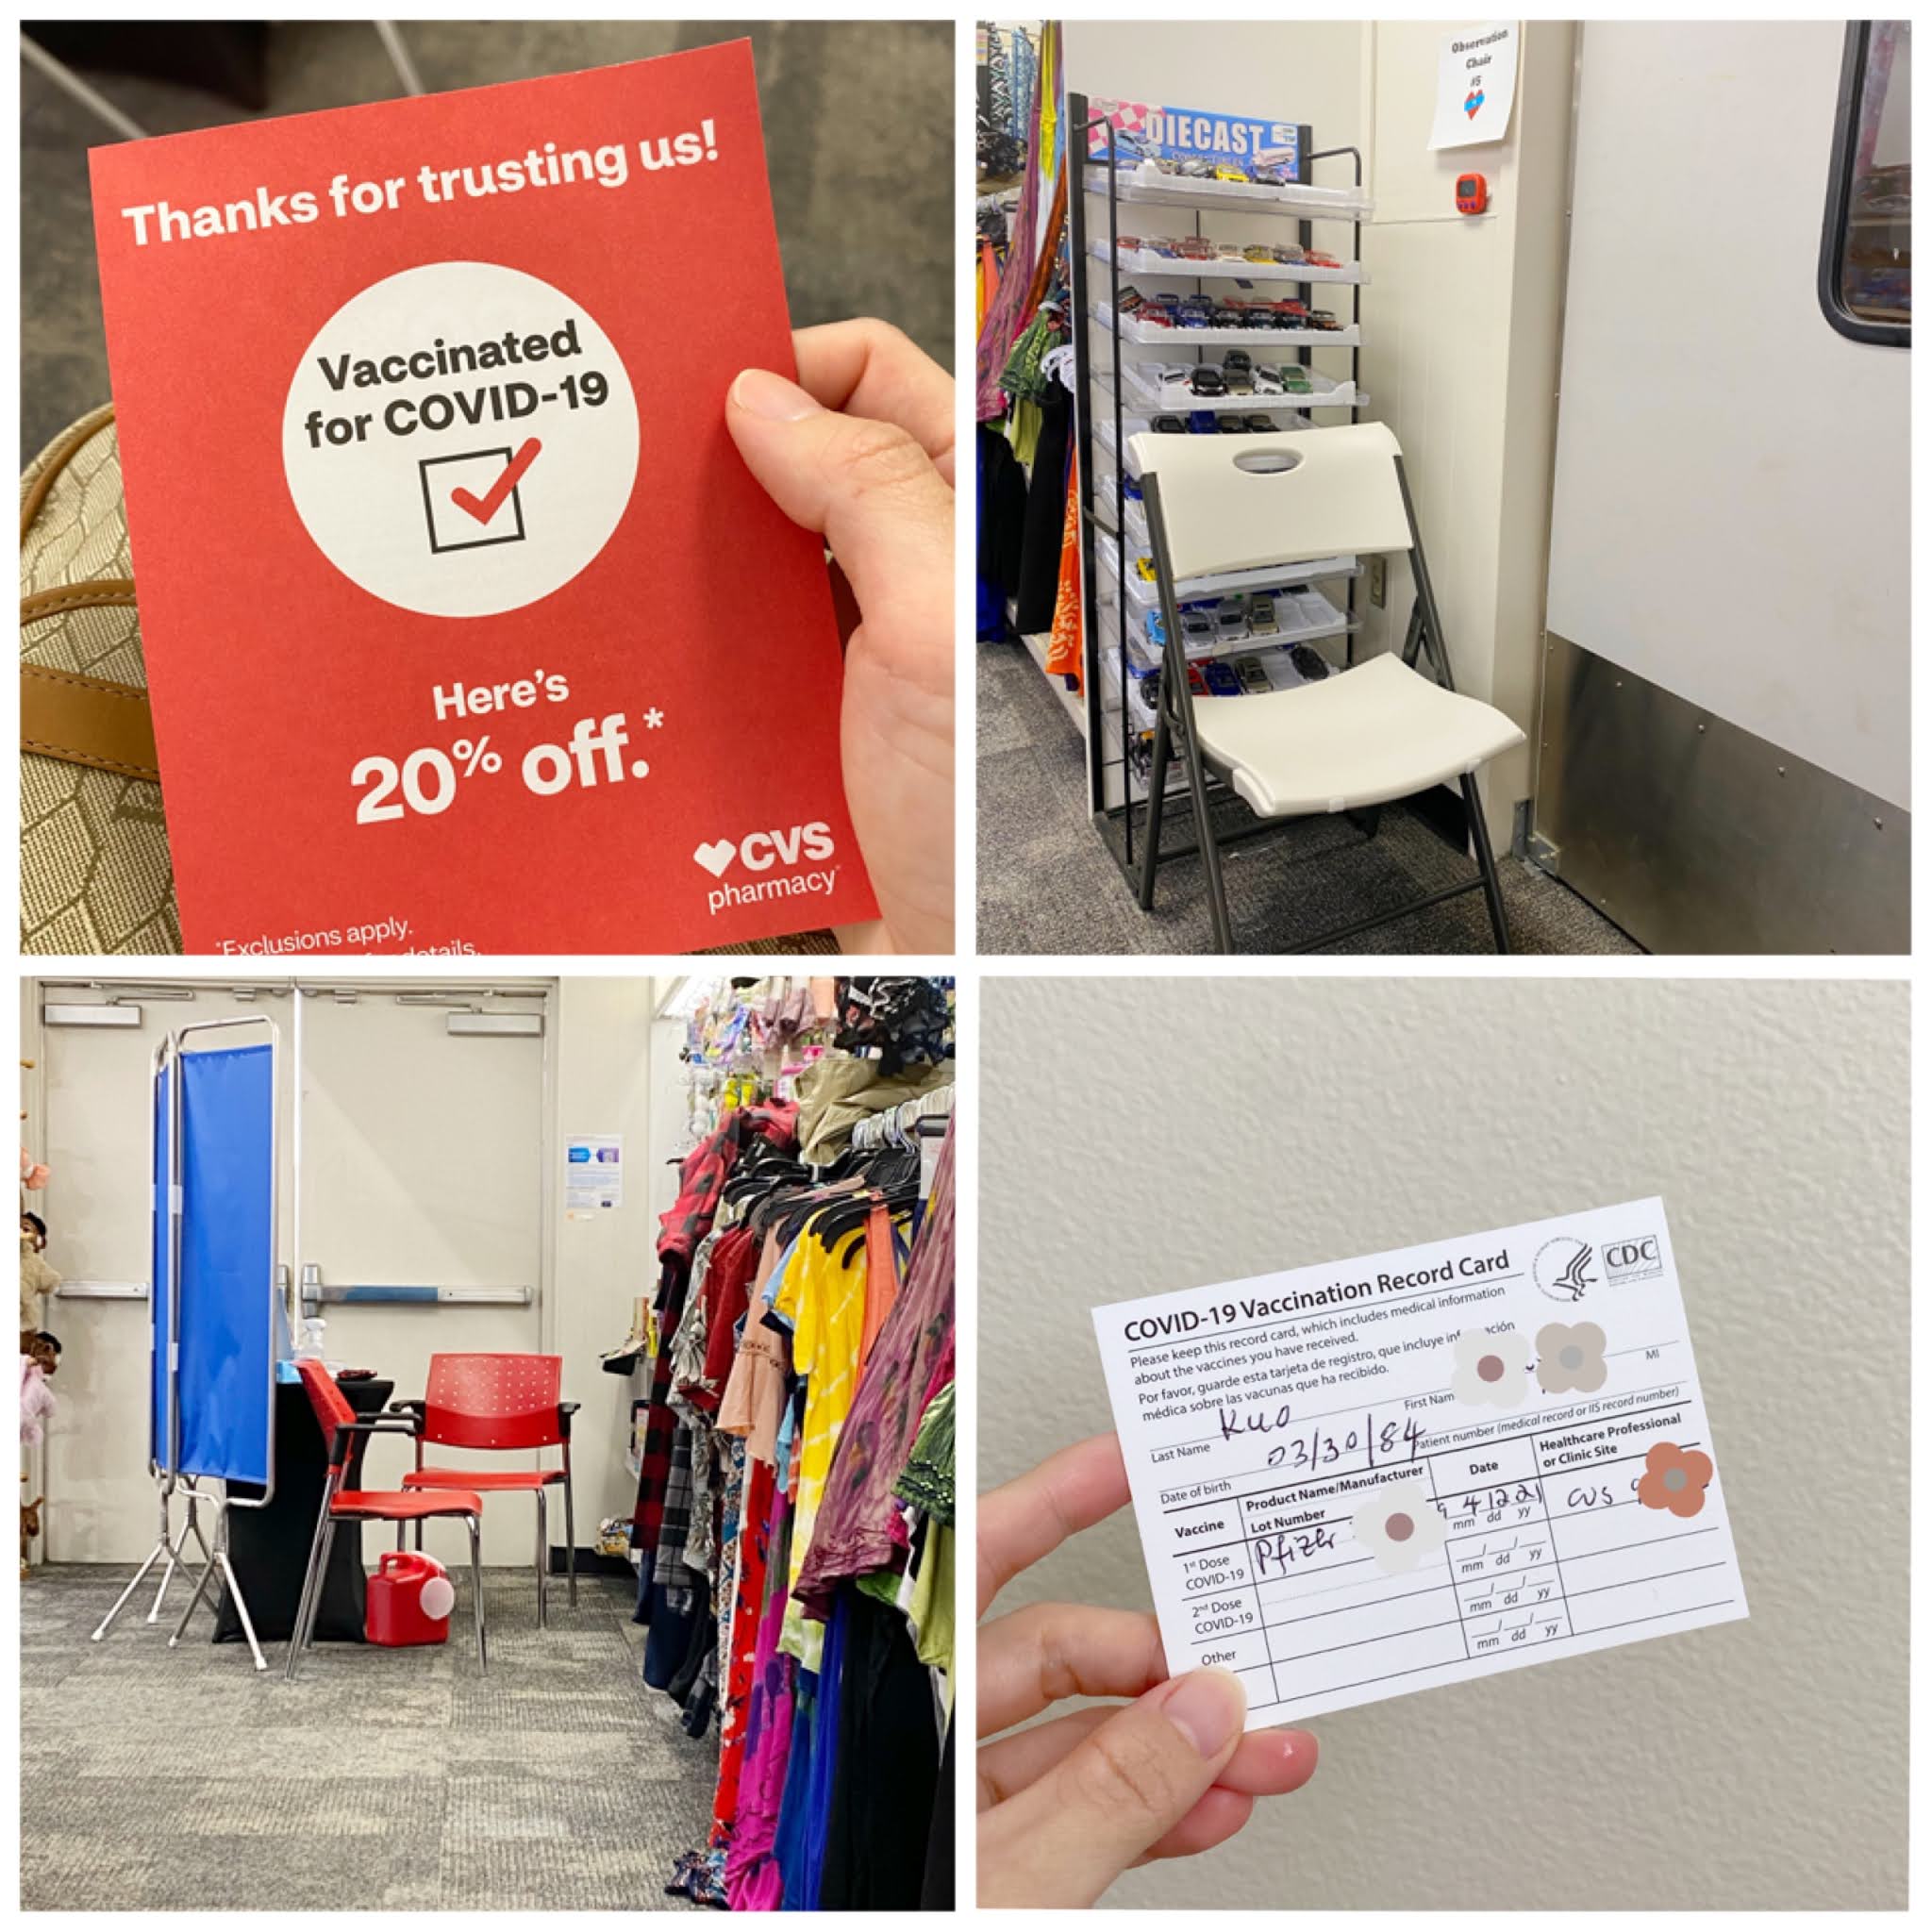 Thanks for trusting us!
Vaccinated
for COVID-19
Here's
20% off.*
CVS
pharmacy
*Exclusions apply.
details.
Observation
Chair
#5
DIECAST
COVID-19 Vaccination Record Card
CDC
Please keep this record card, which includes medical information
about the vaccines you have received.
Por favor, guarde esta tarjeta de registro, que incluye información
médica sobre las vacunas que ha recibido.
Last Name Kuo First Nam MI
Date of birth 03/30/84 Patient number (medical record or IIS record number)
Vaccine Product Name/Manufacturer Date Healthcare Professional
Lot Number or Clinic Site
1st Dose
COVID-19 Pfizer 4 12 21 CVS
mm dd yy
2nd Dose
COVID-19
mm dd yy
Other
mm dd yy
mm dd yy